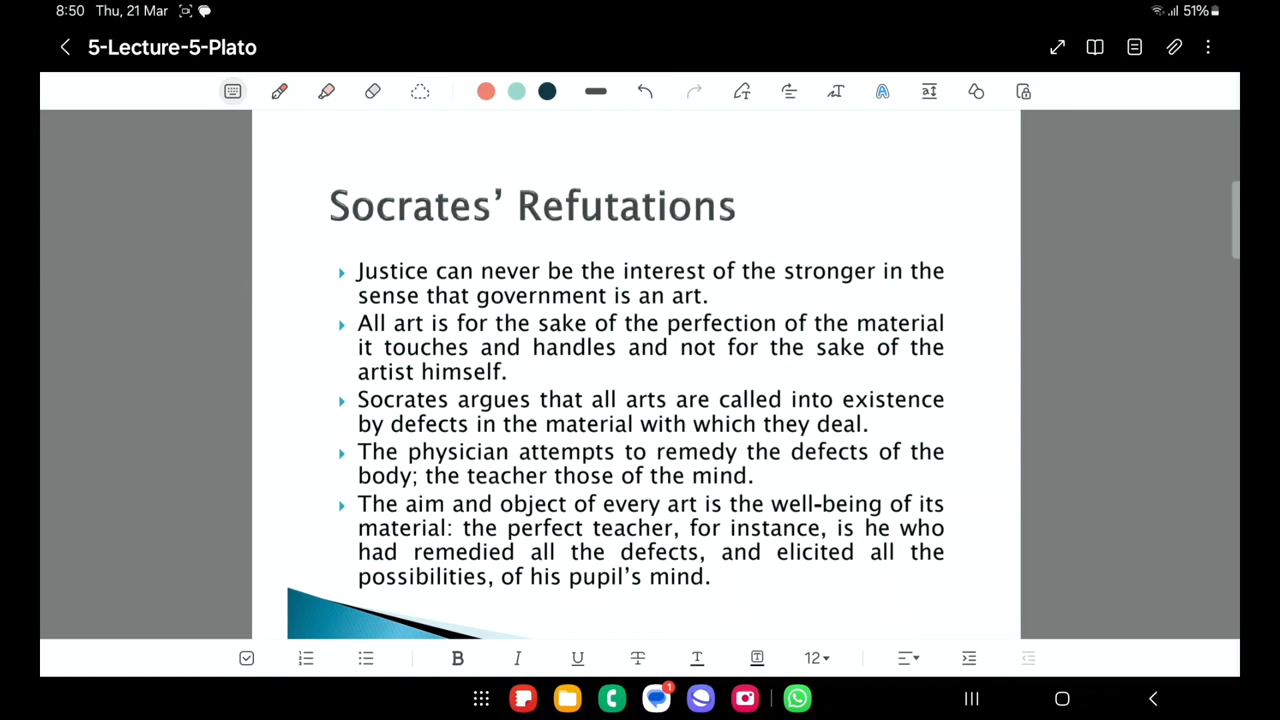 8:50 Thu, 21 Mar 51%
5-Lecture-5-Plato
Socrates’ Refutations
Justice can never be the interest of the stronger in the
sense that government is an art.
All art is for the sake of the perfection of the material
it touches and handles and not for the sake of the
artist himself.
Socrates argues that all arts are called into existence
by defects in the material with which they deal.
The physician attempts to remedy the defects of the
body; the teacher those of the mind.
The aim and object of every art is the well-being of its
material: the perfect teacher, for instance, is he who
had remedied all the defects, and elicited all the
possibilities, of his pupil’s mind.
B I U T T T 12
1